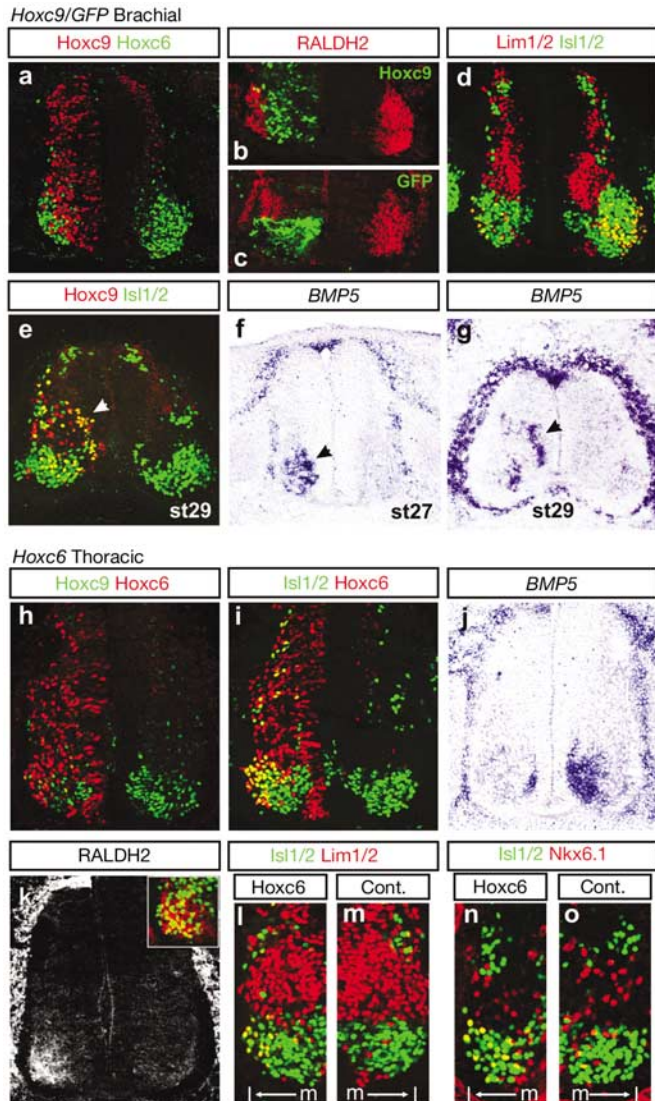 Hoxc9/GFP Brachial
Hoxc9 Hoxc6
RALDH2
Lim1/2 Isl1/2
a
Hoxc9
b
GFP
c
d
Hoxc9 Isl1/2
BMP5
BMP5
e
st29
f
st27
g
st29
Hoxc6 Thoracic
Hoxc9 Hoxc6
Isl1/2 Hoxc6
BMP5
h
i
j
RALDH2
Isl1/2 Lim1/2
Isl1/2 Nkx6.1
Hoxc6
Cont.
Hoxc6
Cont.
k
l
m
n
o
m
m
m
m